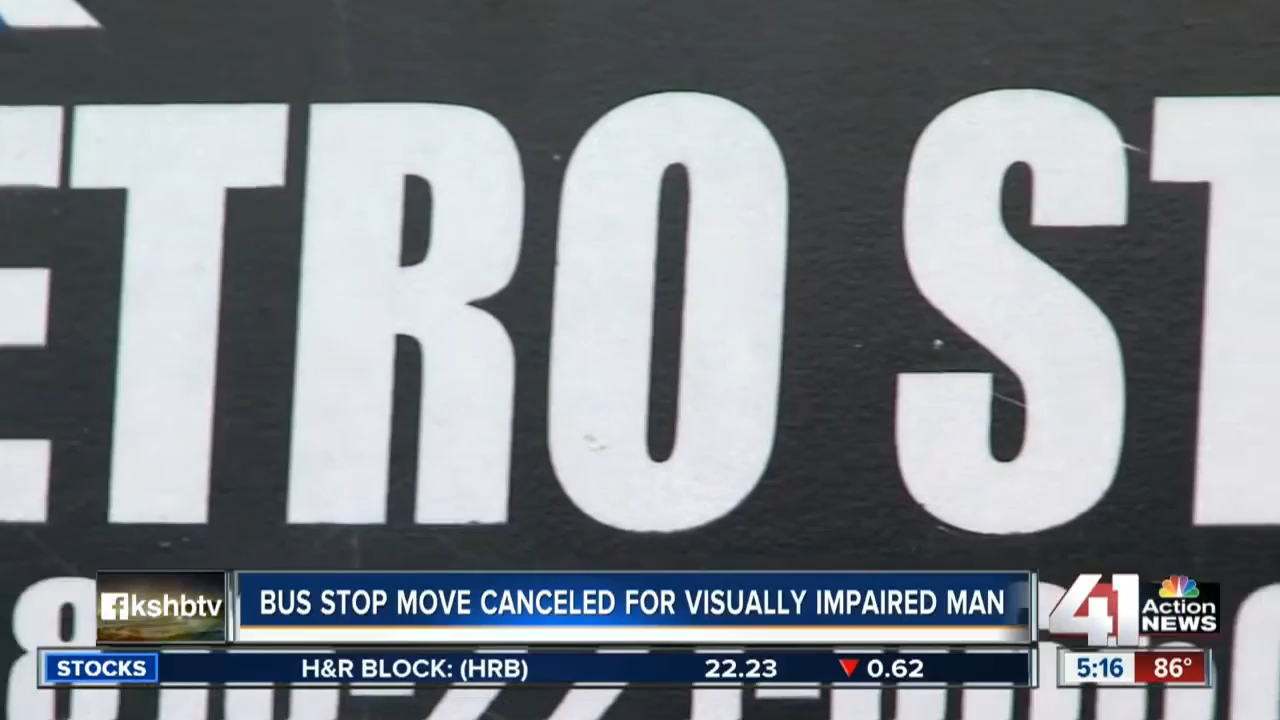 ETRO ST
kshbtv
BUS STOP MOVE CANCELED FOR VISUALLY IMPAIRED MAN
41 Action
NEWS
STOCKS H&R BLOCK: (HRB) 22.23 0.62 5:16 86°